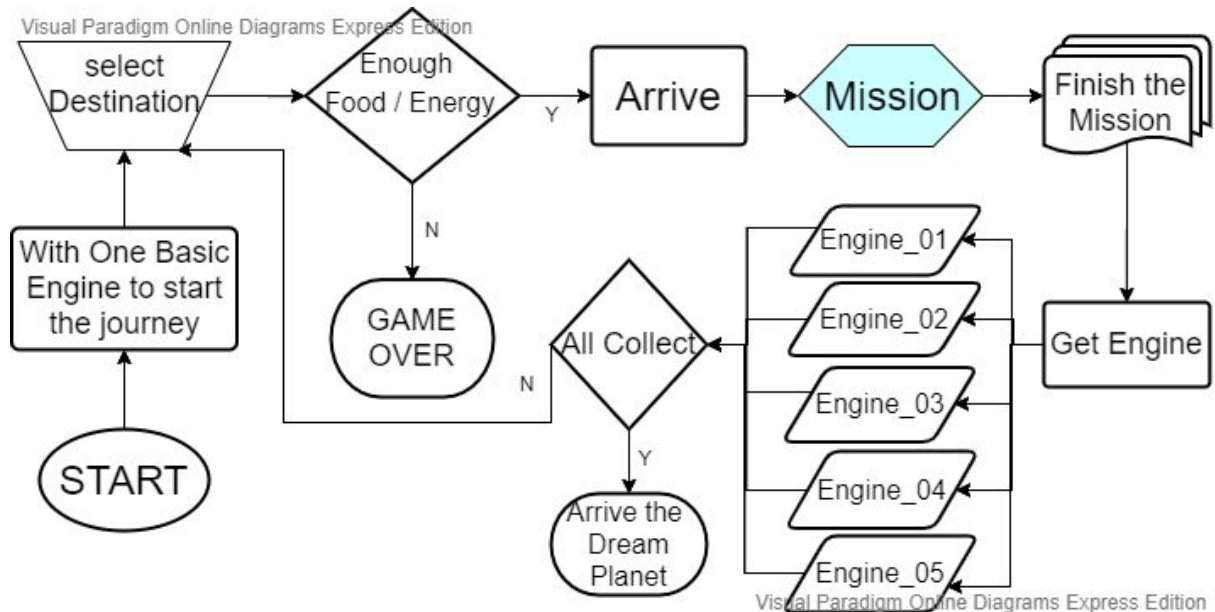 Visual Paradigm Online Diagrams Express Edition
select
Destination
Enough
Food / Energy
Y
Arrive
Mission
Finish the
Mission
N
With One Basic
Engine to start
the journey
GAME
OVER
START
Get Engine
Engine_01
Engine_02
Engine_03
Engine_04
Engine_05
All Collect
N
Y
Arrive the
Dream
Planet
Visual Paradigm Online Diagrams Express Edition